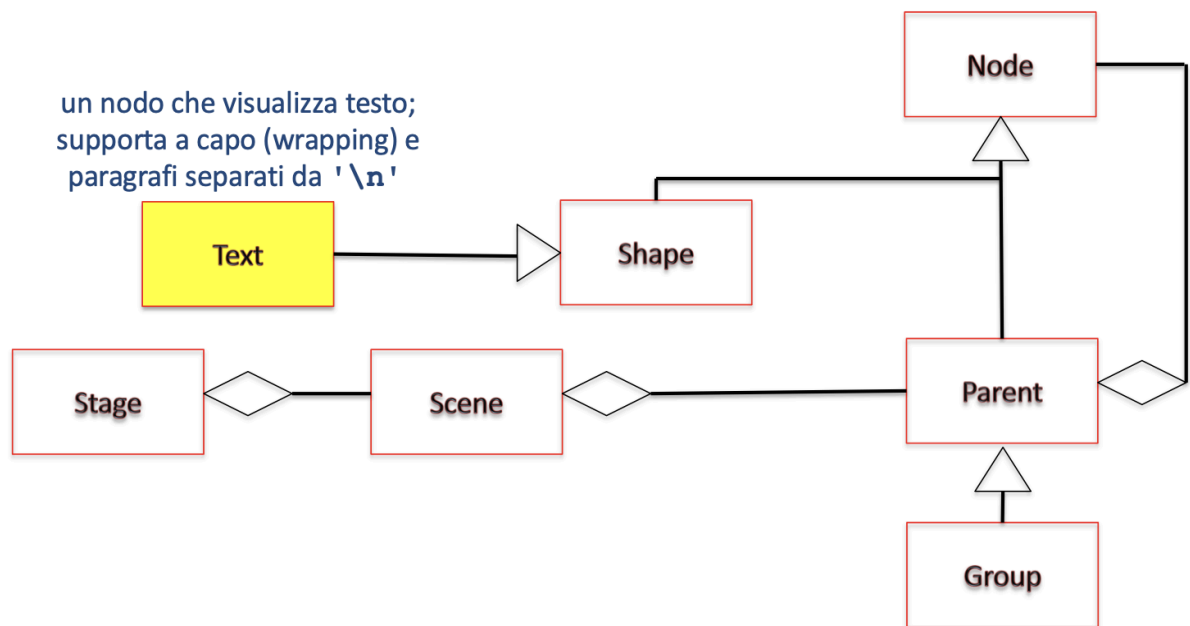 Node
un nodo che visualizza testo;
supporta a capo (wrapping) e
paragrafi separati da '\n'
Text
Shape
Stage
Scene
Parent
Group